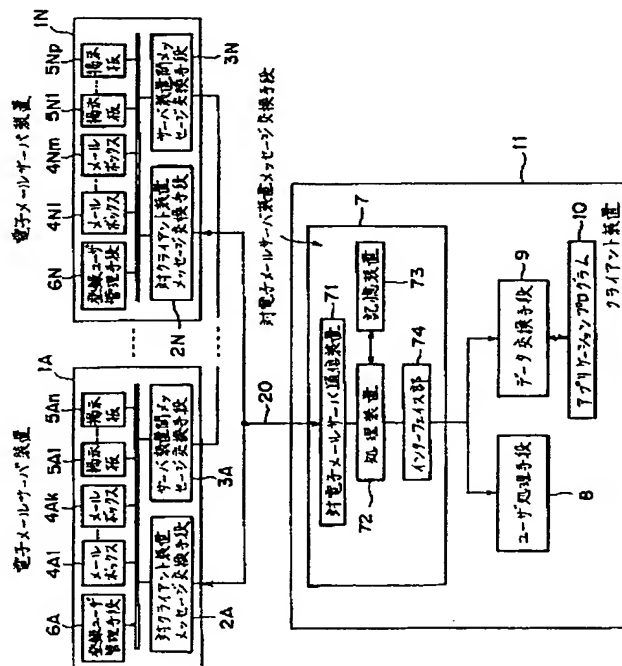 電子メールサーバ装置
1A
6A
4A1
4Ak
5A1
5An
登録ユーザ
管理手段
メール
ボックス
メール
ボックス
掲示
板
掲示
板
対クライアント装置
メッセージ交換手段
サーバ装置間メッ
セージ交換手段
2A
3A
電子メールサーバ装置
1N
6N
4N1
4Nm
5N1
5Np
登録ユーザ
管理手段
メール
ボックス
メール
ボックス
掲示
板
掲示
板
対クライアント装置
メッセージ交換手段
サーバ装置間メッ
セージ交換手段
2N
3N
20
対電子メールサーバ装置メッセージ交換手段
7
71
対電子メールサーバ通信装置
72
処理装置
73
記憶装置
74
インターフェイス部
ユーザ処理手段
8
データ交換手段
9
アプリケーションプログラム
10
クライアント装置
11